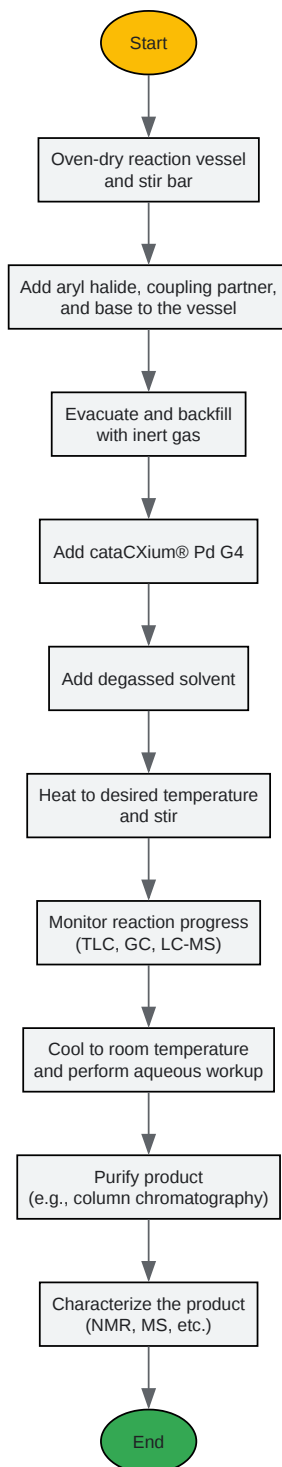 Start
Oven-dry reaction vessel
and stir bar
Add aryl halide, coupling partner,
and base to the vessel
Evacuate and backfill
with inert gas
Add cataCXium® Pd G4
Add degassed solvent
Heat to desired temperature
and stir
Monitor reaction progress
(TLC, GC, LC-MS)
Cool to room temperature
and perform aqueous workup
Purify product
(e.g., column chromatography)
Characterize the product
(NMR, MS, etc.)
End